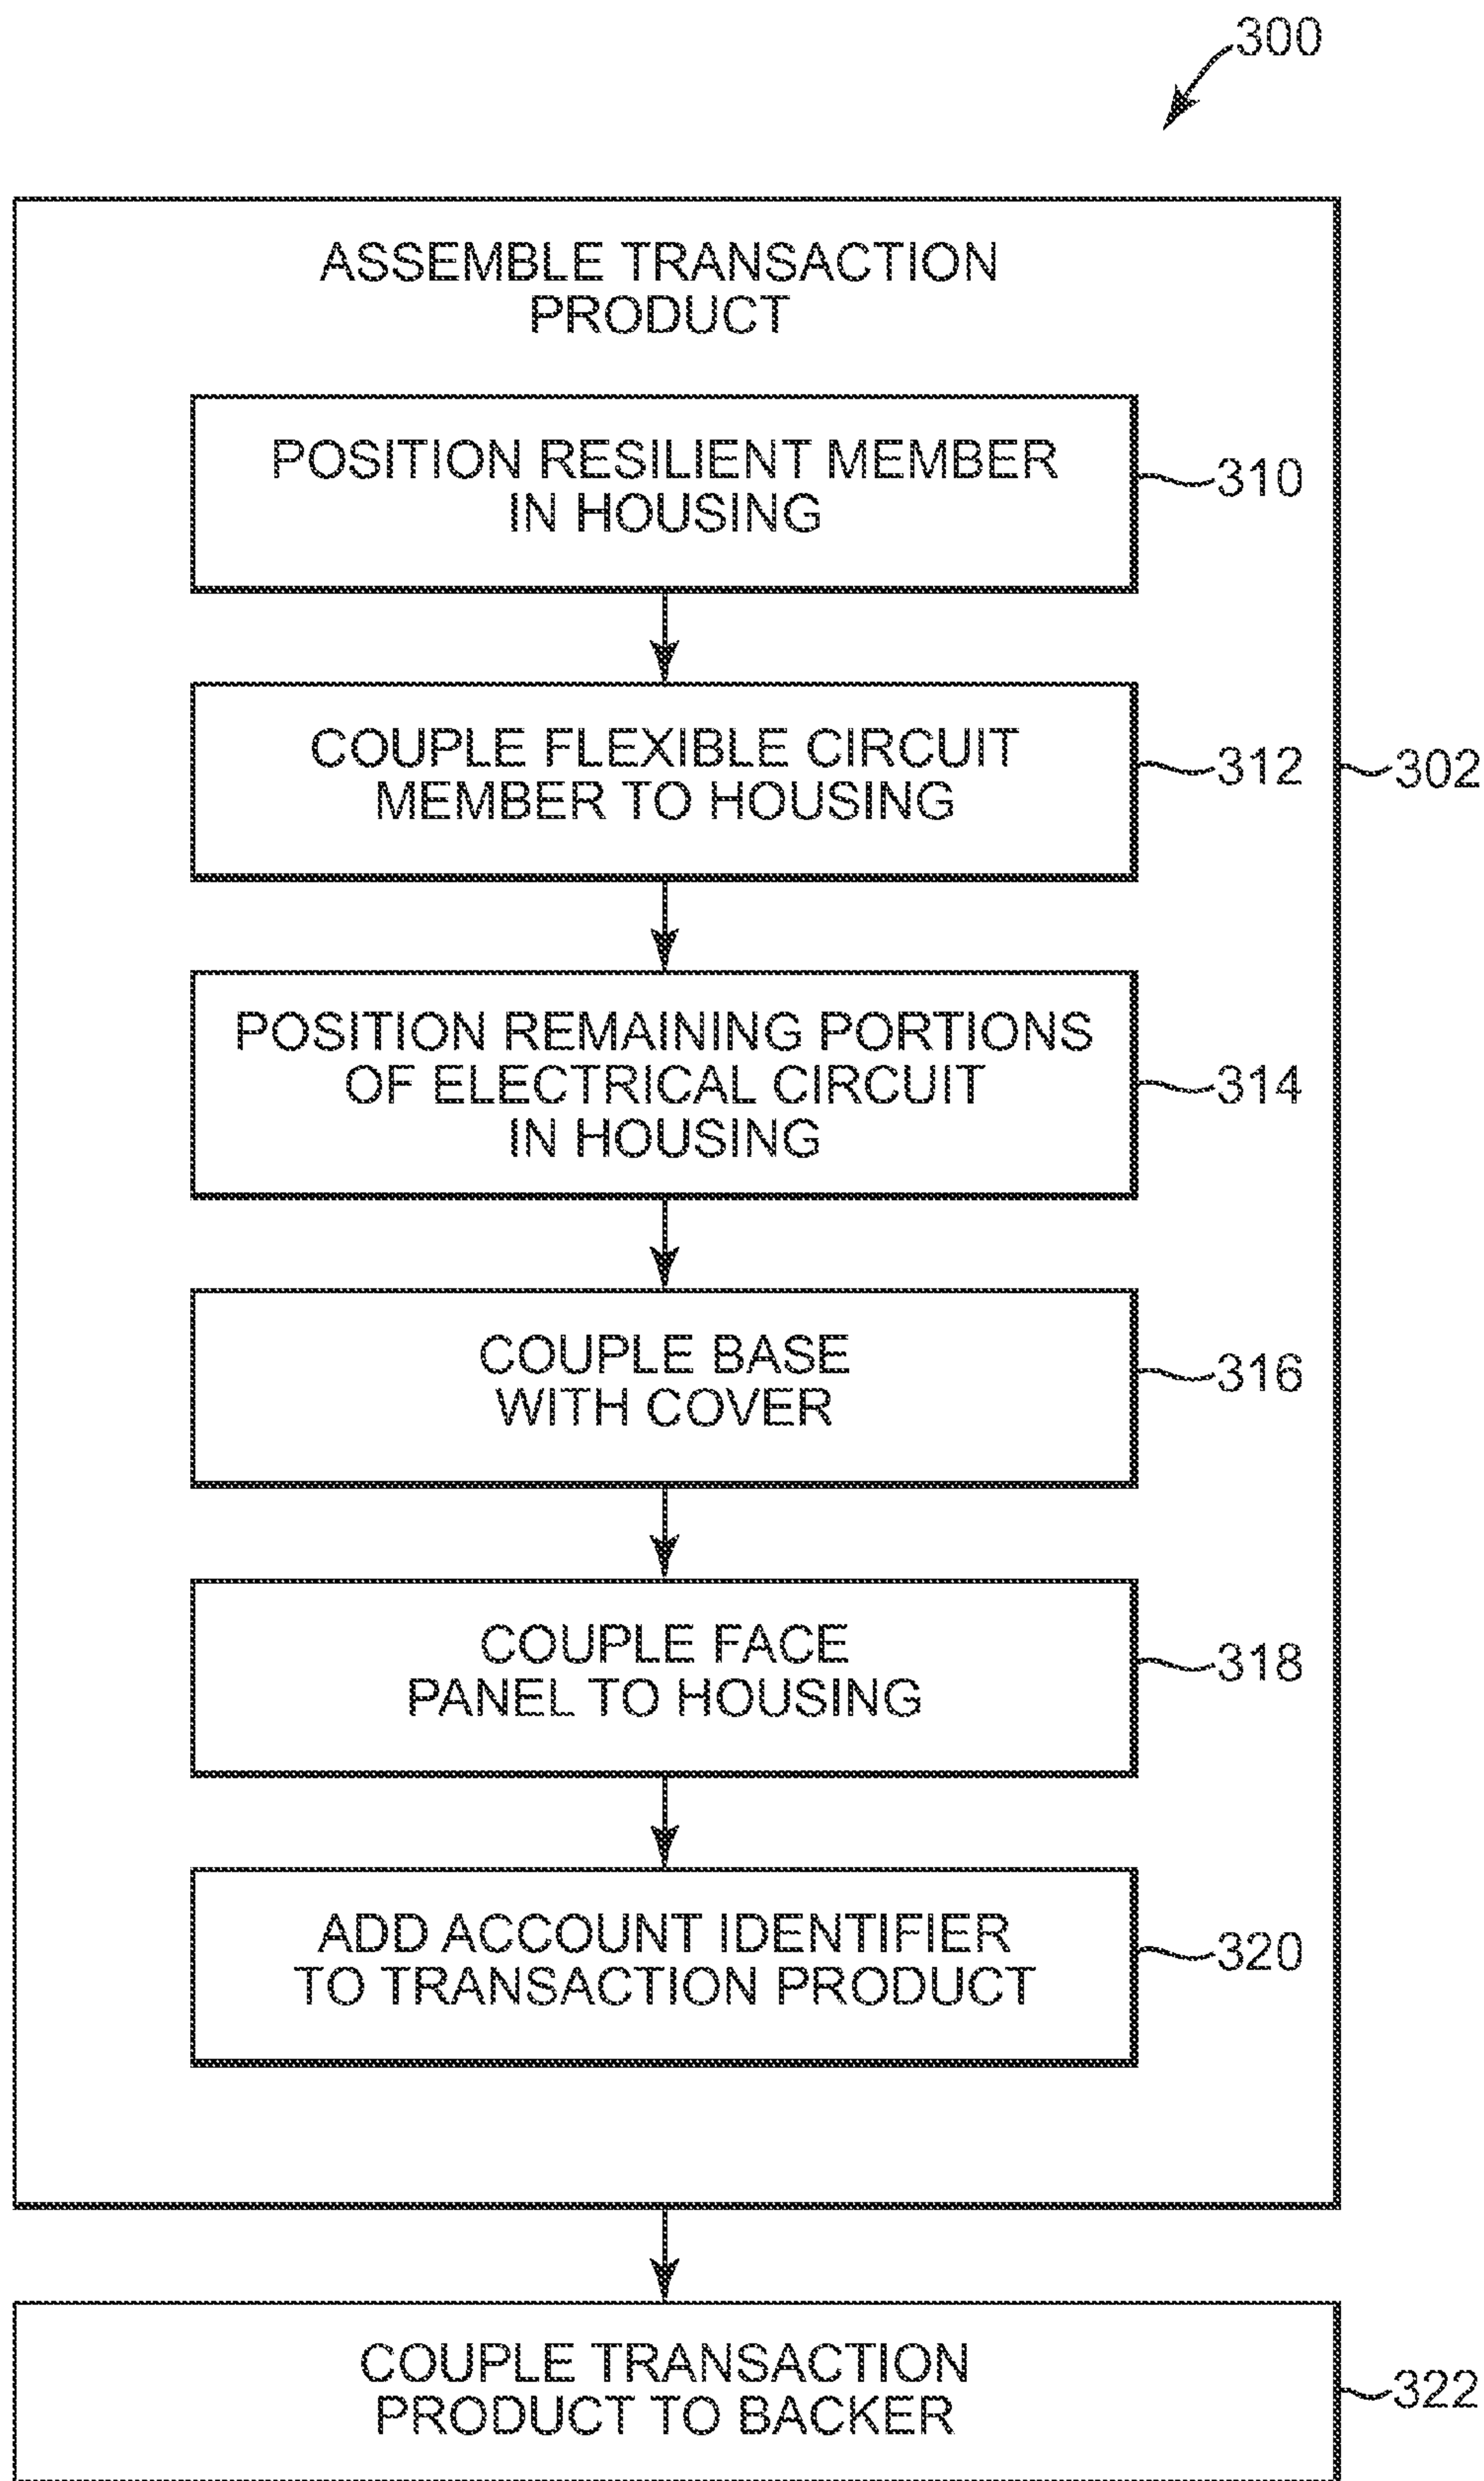 300
ASSEMBLE TRANSACTION
PRODUCT
POSITION RESILIENT MEMBER
IN HOUSING
310
COUPLE FLEXIBLE CIRCUIT
MEMBER TO HOUSING
312
302
POSITION REMAINING PORTIONS
OF ELECTRICAL CIRCUIT
IN HOUSING
314
COUPLE BASE
WITH COVER
316
COUPLE FACE
PANEL TO HOUSING
318
ADD ACCOUNT IDENTIFIER
TO TRANSACTION PRODUCT
320
COUPLE TRANSACTION
PRODUCT TO BACKER
322